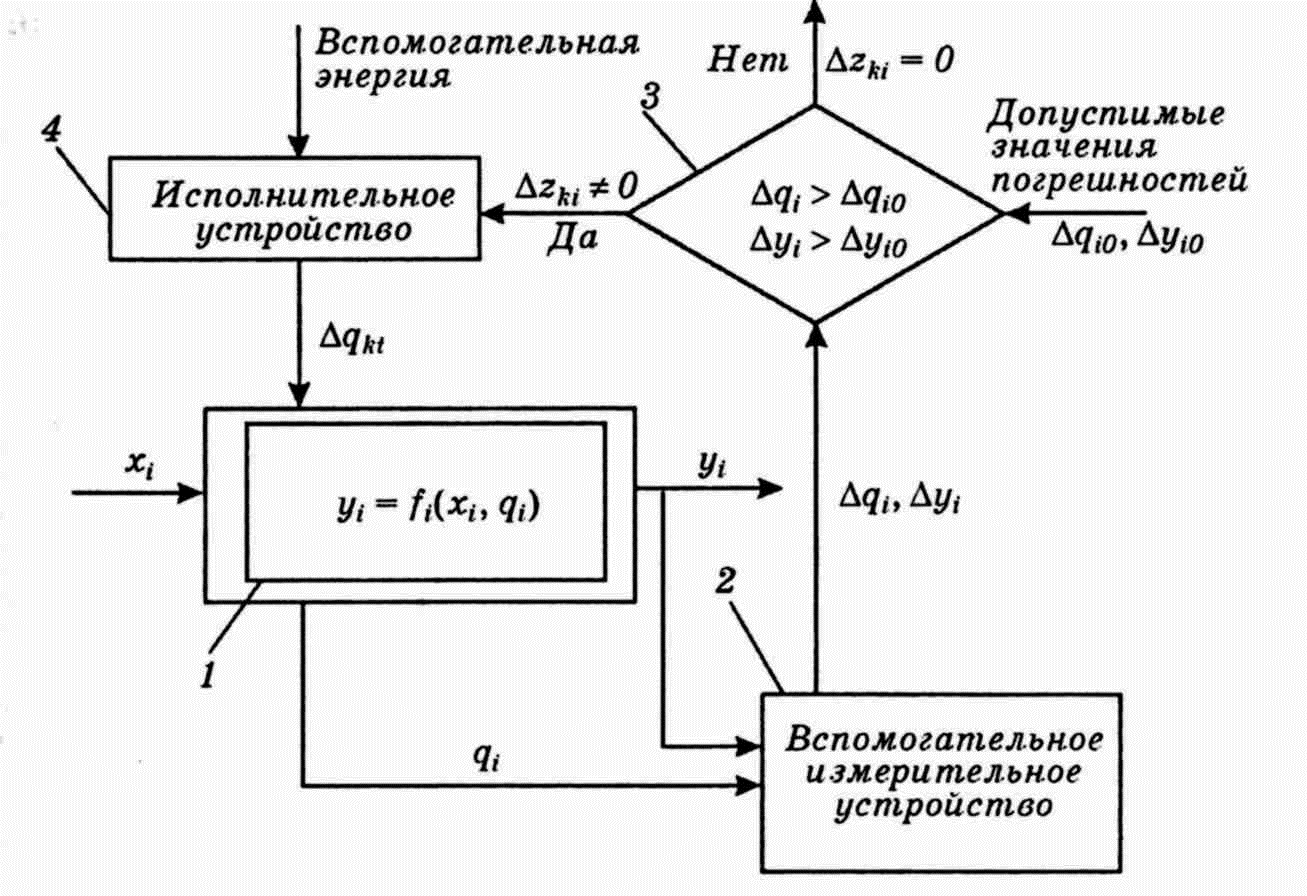 Вспомогательная
энергия
Нет
Δz_ki = 0
3
4
Допустимые
значения
погрешностей
Исполнительное
устройство
Δz_ki ≠ 0
Да
Δq_i > Δq_i0
Δy_i > Δy_i0
Δq_i0, Δy_i0
Δq_kt
x_i
y_i
y_i = f_i(x_i, q_i)
Δq_i, Δy_i
2
1
q_i
Вспомогательное
измерительное
устройство